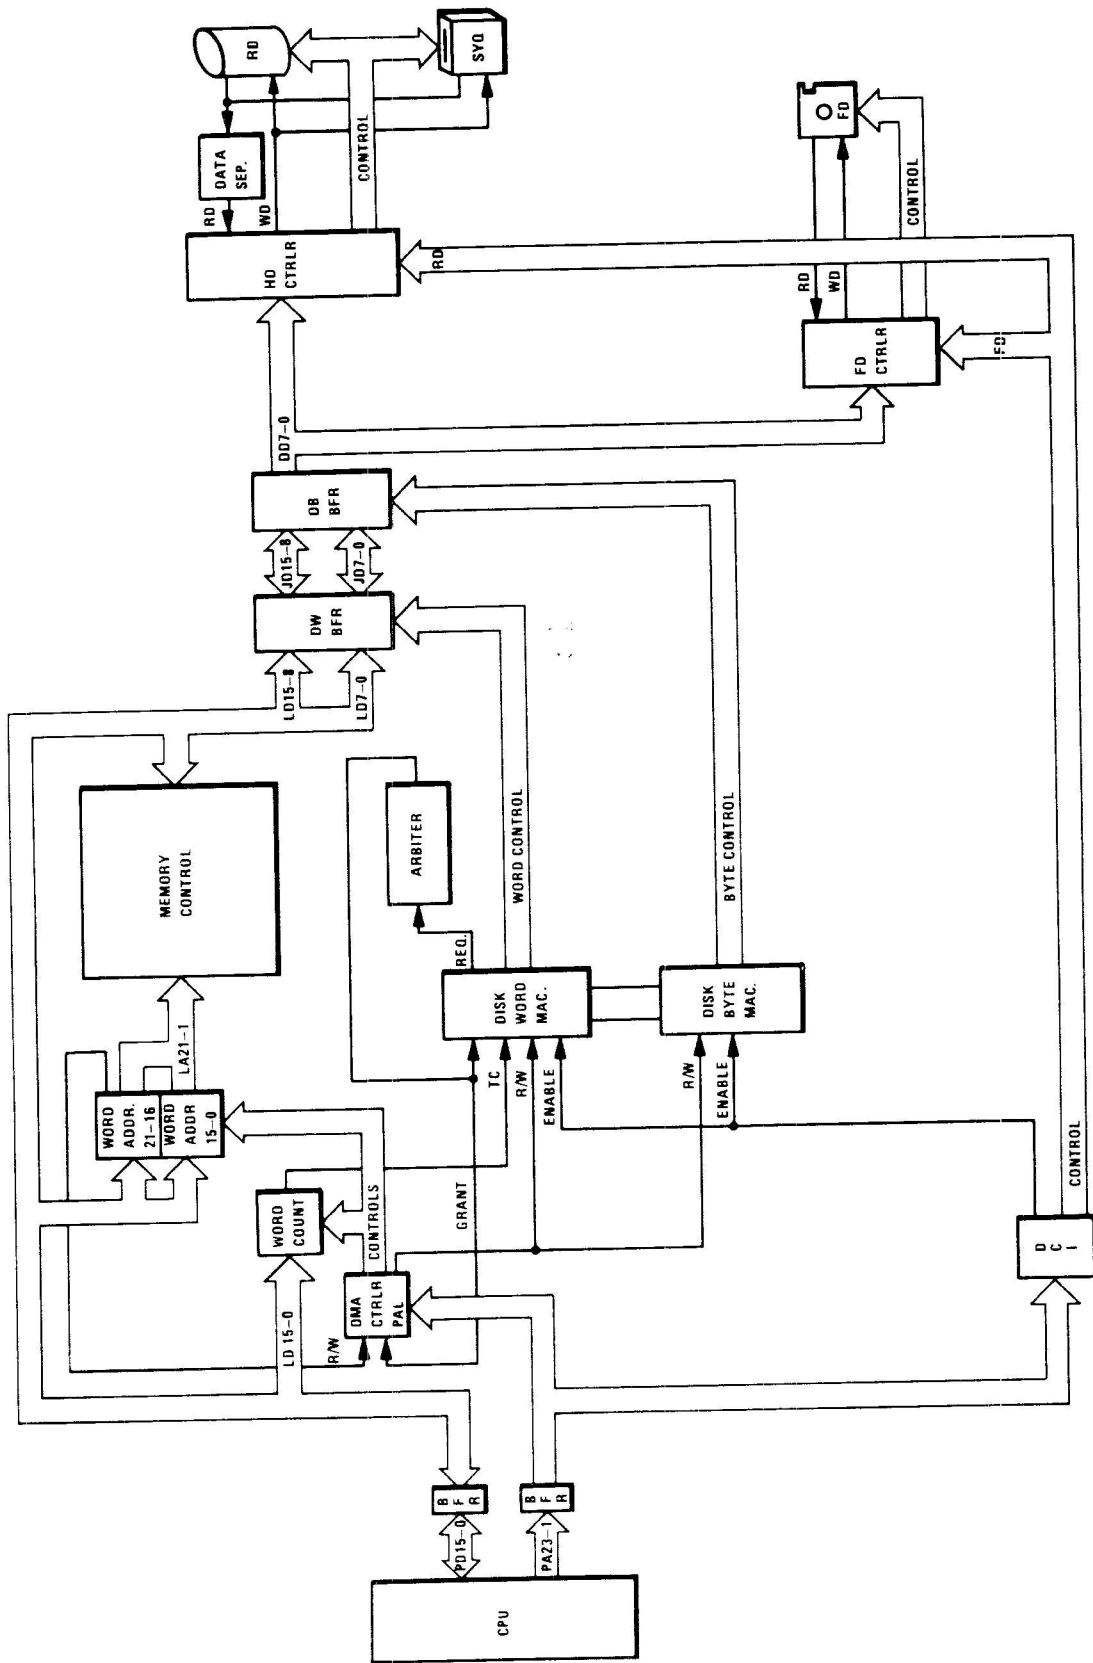 CPU
PD15-0
PA23-1
B
F
R
B
F
R
LD 15-0
R/W
DMA
CTRLR
PAL
WORD
COUNT
CONTROLS
GRANT
D
C
I
CONTROL
WORD
ADDR.
21-16
WORD
ADDR
15-0
LA21-1
MEMORY
CONTROL
TC
R/W
ENABLE
DISK
WORD
MAC.
REQ.
ARBITER
R/W
ENABLE
DISK
BYTE
MAC.
WORD CONTROL
BYTE CONTROL
LD15-8
LD7-0
DW
BFR
JD15-8
JD7-0
DB
BFR
DD7-0
HD
CTRLR
RD
WD
RD
DATA
SEP.
CONTROL
RD
SYQ
FD
FD
CTRLR
RD
WD
CONTROL
FD